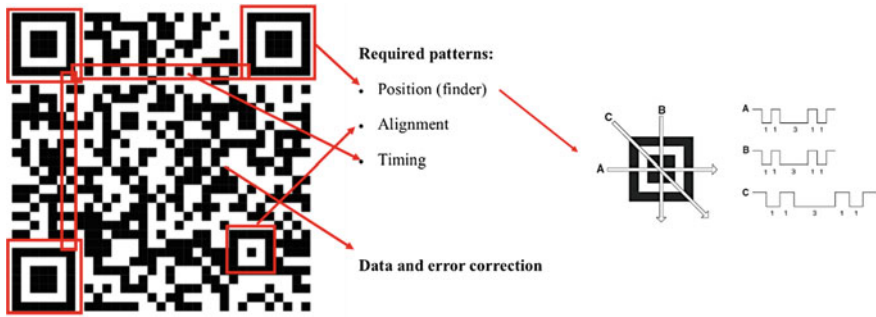 Required patterns:
• Position (finder)
• Alignment
• Timing
Data and error correction
C
B
A
A
1 1 3 1 1
B
1 1 3 1 1
C
1 1 3 1 1